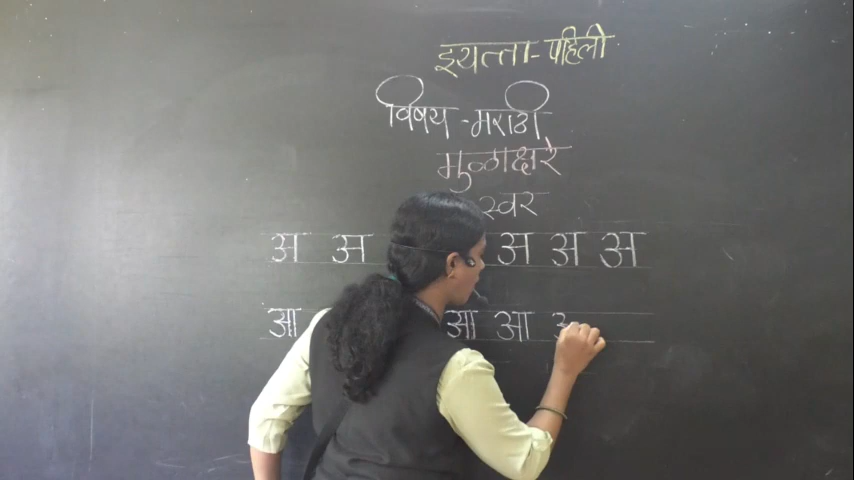 इयत्ता - पहिली
विषय - मराठी
मुळाक्षरे
स्वर
अ अ अ अ अ
आ आ आ